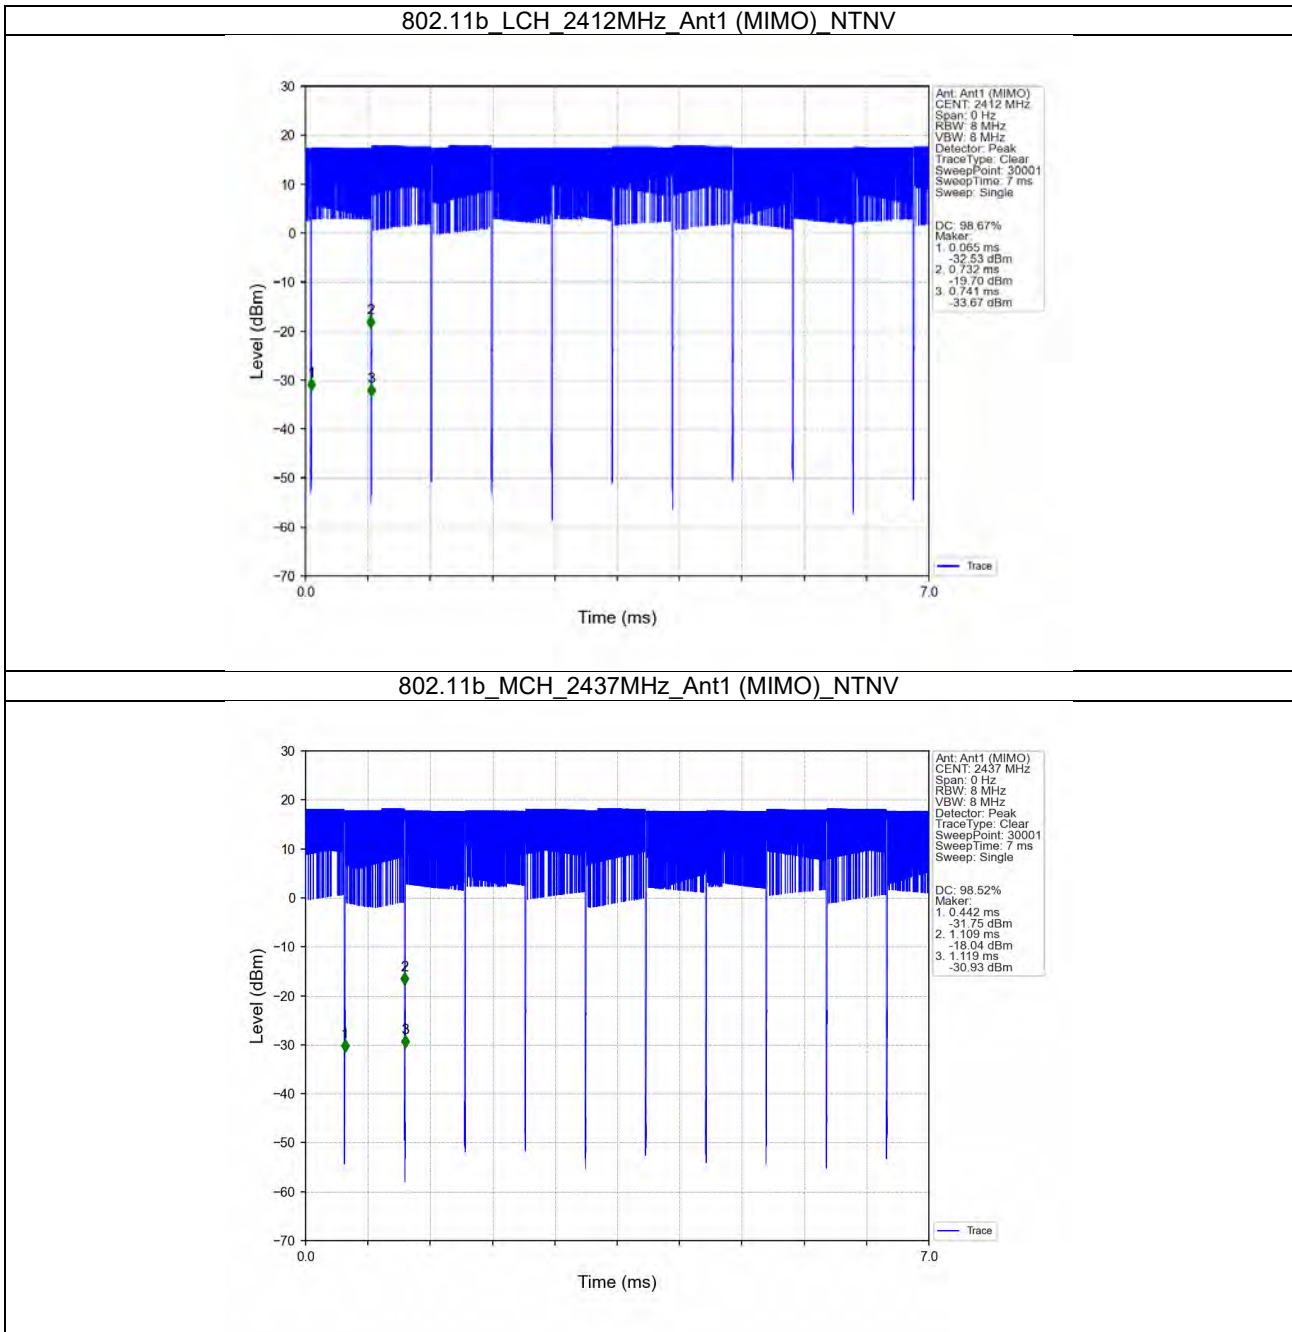 802.11b_LCH_2412MHz_Ant1 (MIMO)_NTNV
30
20
10
0
−10
−20
−30
−40
−50
−60
−70
Level (dBm)
1
2
3
0.0
7.0
Time (ms)
Ant: Ant1 (MIMO)
CENT: 2412 MHz
Span: 0 Hz
RBW: 8 MHz
VBW: 8 MHz
Detector: Peak
TraceType: Clear
SweepPoint: 30001
SweepTime: 7 ms
Sweep: Single
DC: 98.67%
Maker:
1. 0.065 ms
-32.53 dBm
2. 0.732 ms
-19.70 dBm
3. 0.741 ms
-33.67 dBm
Trace
802.11b_MCH_2437MHz_Ant1 (MIMO)_NTNV
30
20
10
0
−10
−20
−30
−40
−50
−60
−70
Level (dBm)
1
2
3
0.0
7.0
Time (ms)
Ant: Ant1 (MIMO)
CENT: 2437 MHz
Span: 0 Hz
RBW: 8 MHz
VBW: 8 MHz
Detector: Peak
TraceType: Clear
SweepPoint: 30001
SweepTime: 7 ms
Sweep: Single
DC: 98.52%
Maker:
1. 0.442 ms
-31.75 dBm
2. 1.109 ms
-18.04 dBm
3. 1.119 ms
-30.93 dBm
Trace